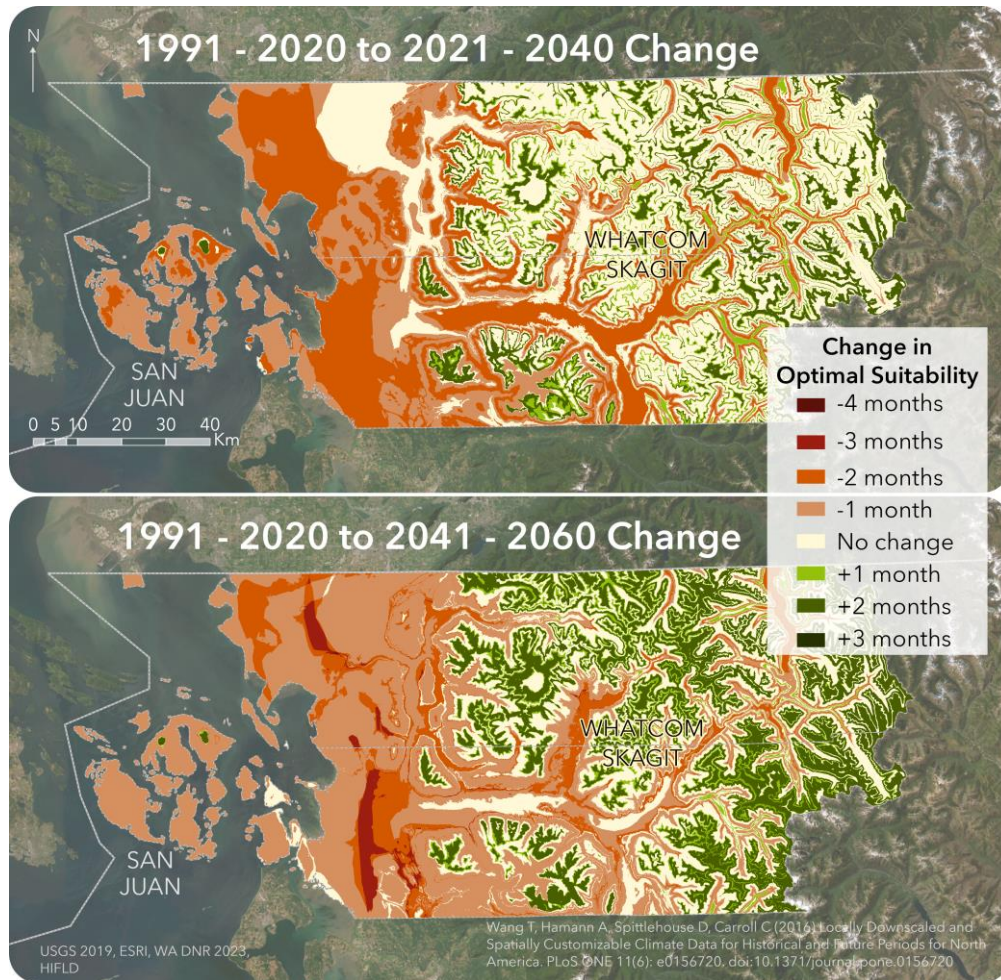 1991 - 2020 to 2021 - 2040 Change
N
WHATCOM
SKAGIT
SAN
JUAN
0 5 10 20 30 40
Km
Change in
Optimal Suitability
-4 months
-3 months
-2 months
-1 month
No change
+1 month
+2 months
+3 months
1991 - 2020 to 2041 - 2060 Change
WHATCOM
SKAGIT
SAN
JUAN
USGS 2019, ESRI, WA DNR 2023,
HIFLD
Wang T, Hamann A, Spittlehouse D, Carroll C (2016) Locally Downscaled and
Spatially Customizable Climate Data for Historical and Future Periods for North
America. PLoS ONE 11(6): e0156720, doi:10.1371/journal.pone.0156720